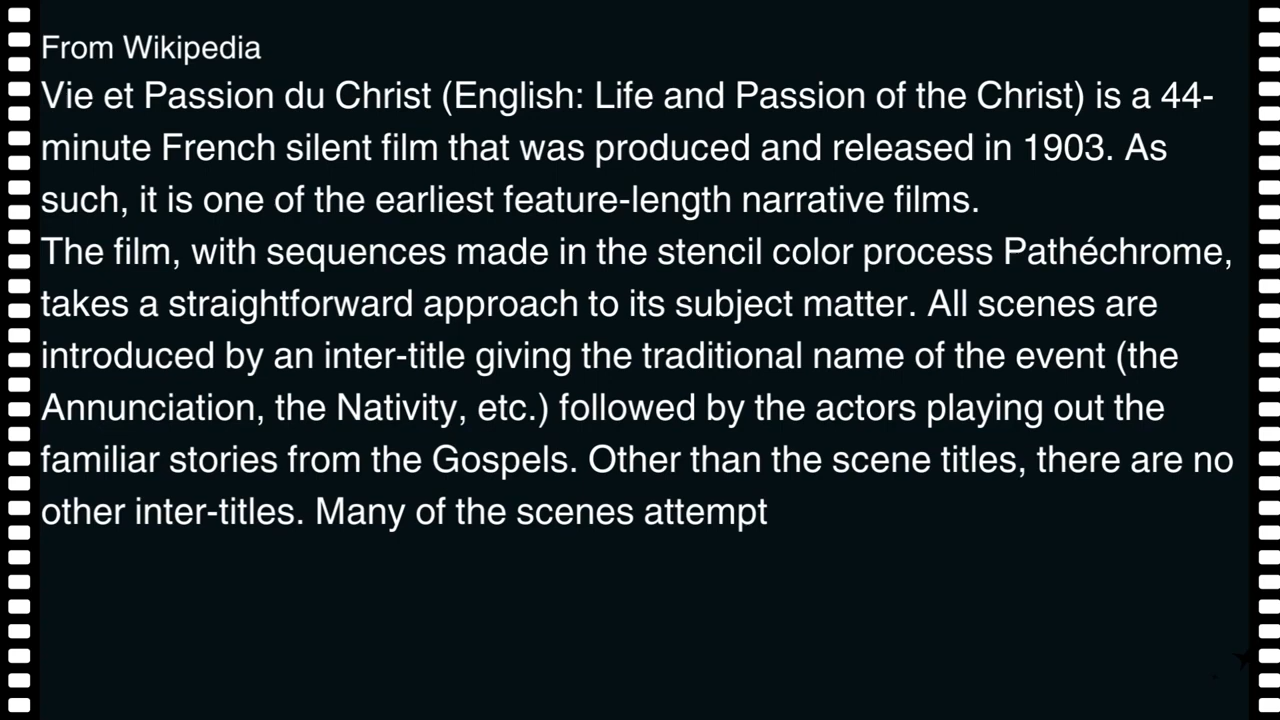 From Wikipedia
Vie et Passion du Christ (English: Life and Passion of the Christ) is a 44-
minute French silent film that was produced and released in 1903. As
such, it is one of the earliest feature-length narrative films.
The film, with sequences made in the stencil color process Pathéchrome,
takes a straightforward approach to its subject matter. All scenes are
introduced by an inter-title giving the traditional name of the event (the
Annunciation, the Nativity, etc.) followed by the actors playing out the
familiar stories from the Gospels. Other than the scene titles, there are no
other inter-titles. Many of the scenes attempt